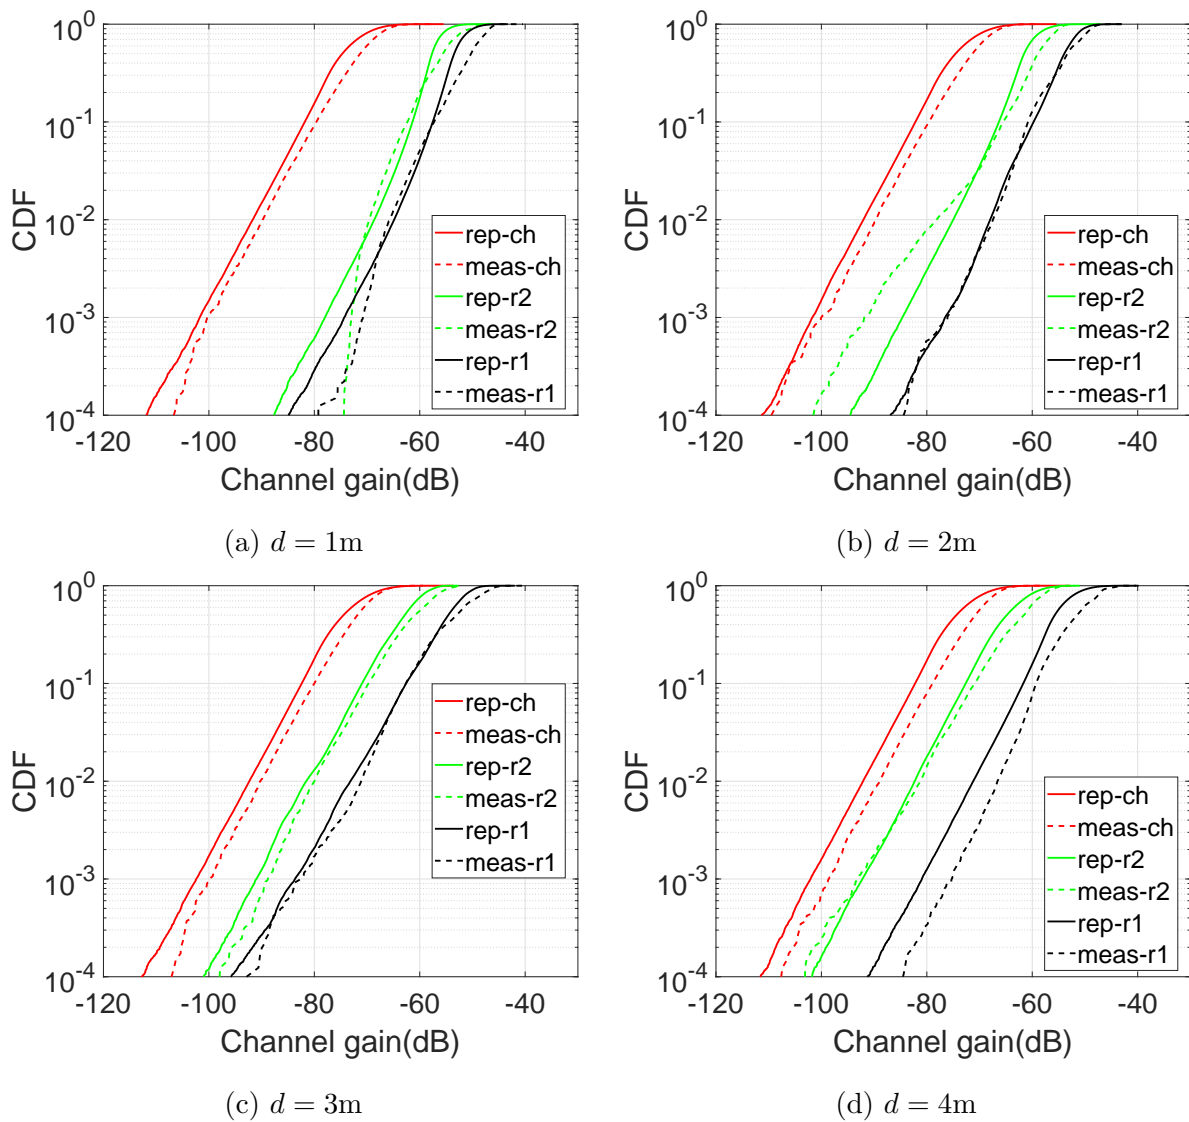 10^0
10^-1
10^-2
10^-3
10^-4
CDF
-120 -100 -80 -60 -40
Channel gain(dB)
rep-ch
meas-ch
rep-r2
meas-r2
rep-r1
meas-r1
(a) d = 1m
10^0
10^-1
10^-2
10^-3
10^-4
CDF
-120 -100 -80 -60 -40
Channel gain(dB)
rep-ch
meas-ch
rep-r2
meas-r2
rep-r1
meas-r1
(b) d = 2m
10^0
10^-1
10^-2
10^-3
10^-4
CDF
-120 -100 -80 -60 -40
Channel gain(dB)
rep-ch
meas-ch
rep-r2
meas-r2
rep-r1
meas-r1
(c) d = 3m
10^0
10^-1
10^-2
10^-3
10^-4
CDF
-120 -100 -80 -60 -40
Channel gain(dB)
rep-ch
meas-ch
rep-r2
meas-r2
rep-r1
meas-r1
(d) d = 4m